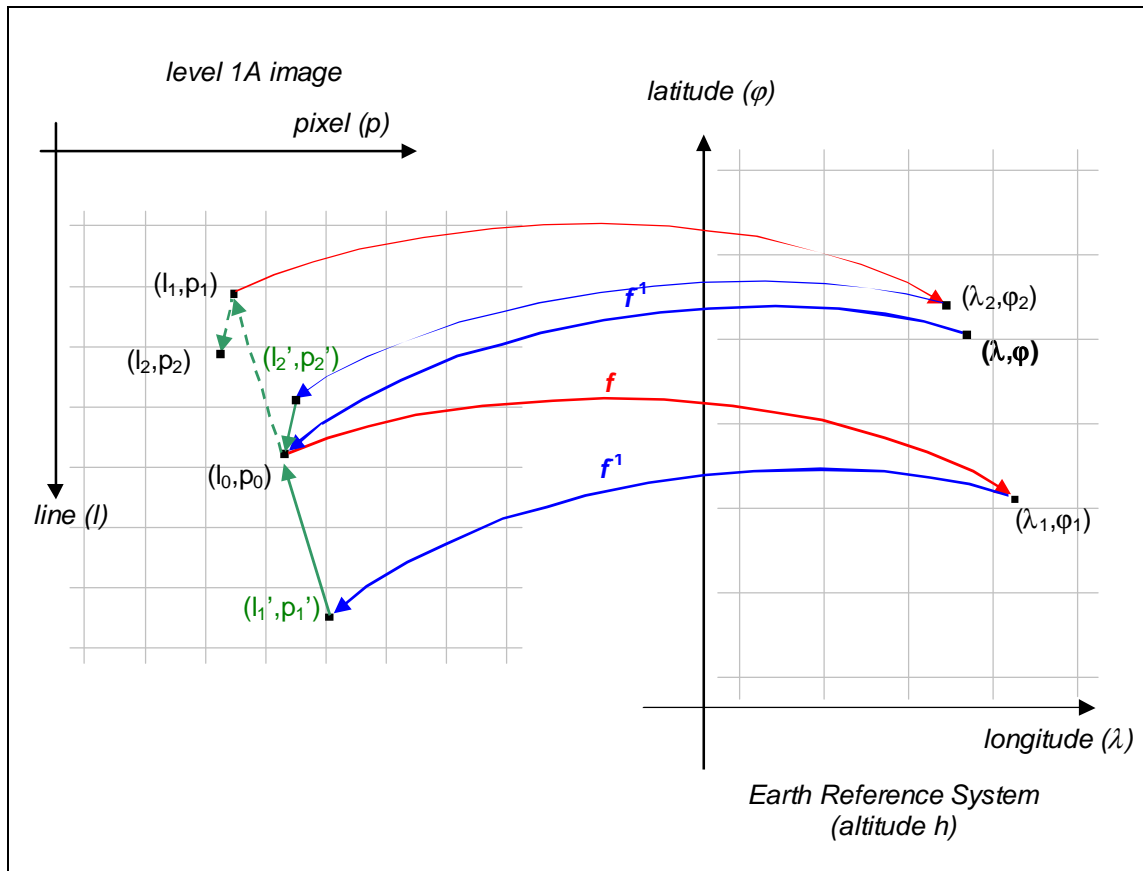 level 1A image
pixel (p)
latitude (φ)
(l₁,p₁)
(l₂,p₂)
(l₂',p₂')
f⁻¹
(λ₂,φ₂)
(λ,φ)
f
(l₀,p₀)
f⁻¹
line (l)
(λ₁,φ₁)
(l₁',p₁')
longitude (λ)
Earth Reference System
(altitude h)